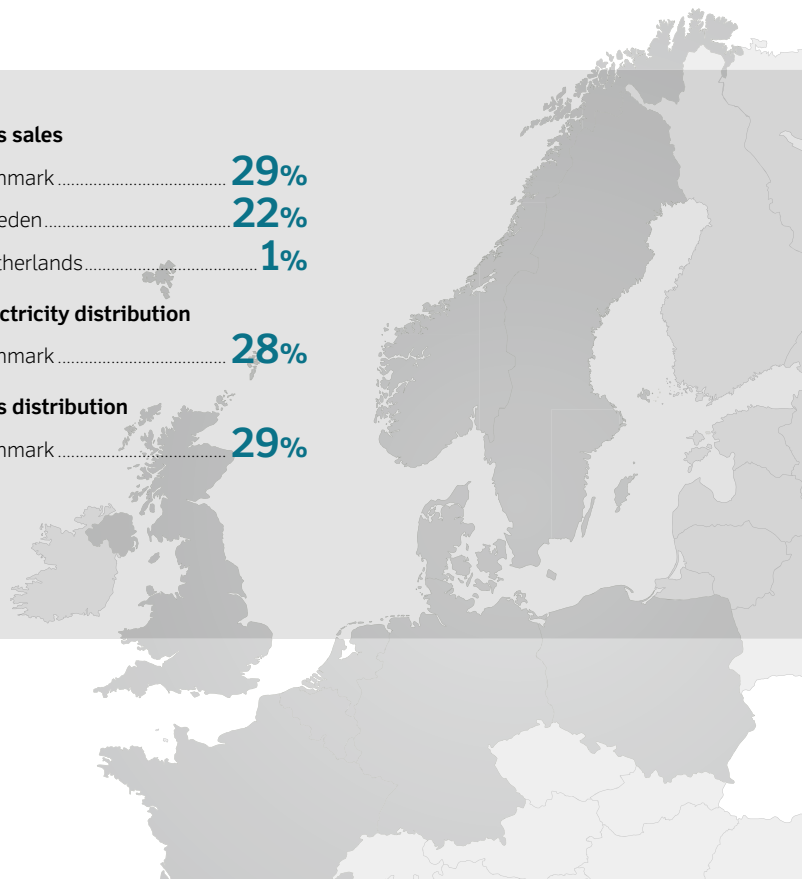 s sales
nmark 29%
eden 22%
therlands 1%
ctricity distribution
nmark 28%
s distribution
nmark 29%